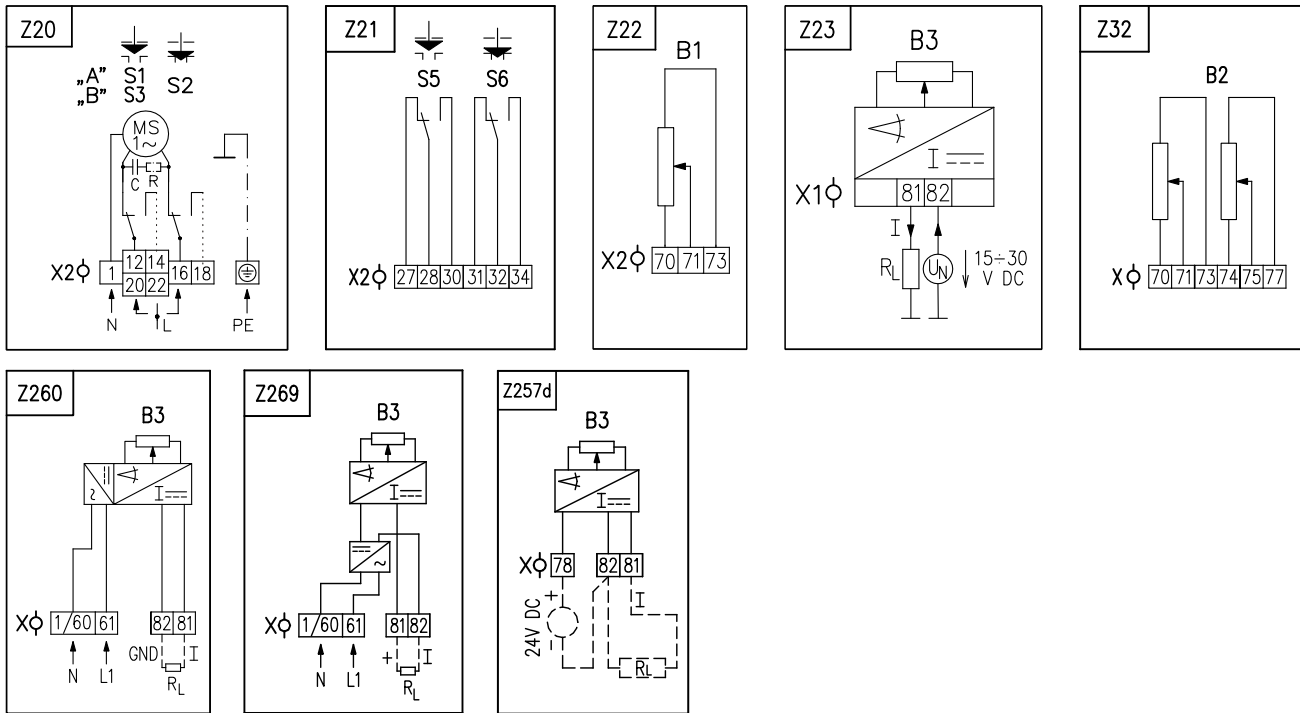 Z20
„A” S1 S2
„B” S3
MS
1~
C R
X2 1 12 14 16 18
20 22
N L PE
Z21
S5 S6
X2 27 28 30 31 32 34
Z22
B1
X2 70 71 73
Z23
B3
I
X1 81 82
I
RL UN 15÷30
V DC
Z32
B2
X 70 71 73 74 75 77
Z260
B3
~ I
X 1/60 61 82 81
GND I
N L1 RL
Z269
B3
I
~
X 1/60 61 81 82
+ I
N L1 RL
Z257d
B3
I
X 78 82 81
+ I
24V DC
−
RL